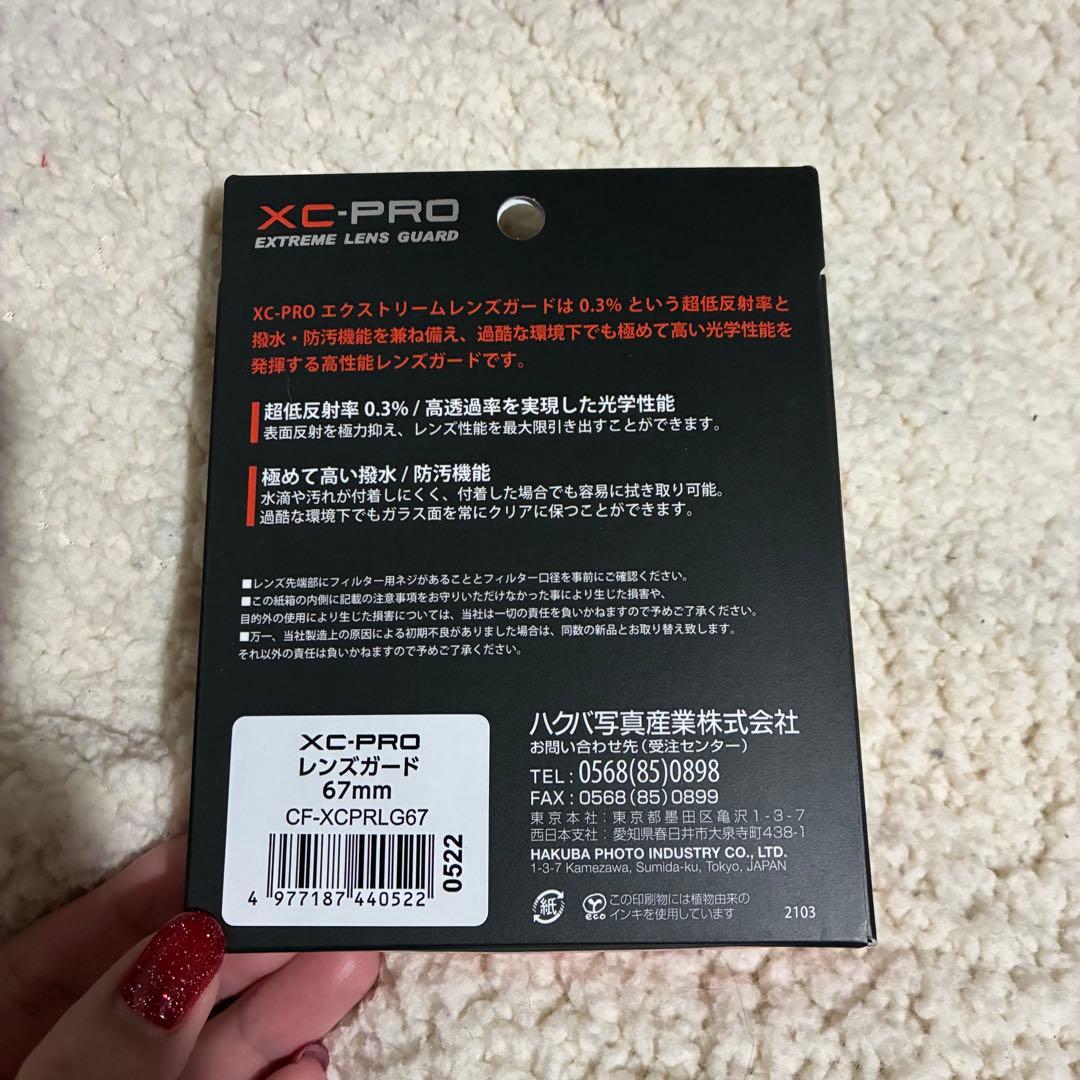 XC-PRO
EXTREME LENS GUARD
XC-PRO エクストリームレンズガードは 0.3% という超低反射率と
撥水・防汚機能を兼ね備え、過酷な環境下でも極めて高い光学性能を
発揮する高性能レンズガードです。
超低反射率 0.3% / 高透過率を実現した光学性能
表面反射を極力抑え、レンズ性能を最大限引き出すことができます。
極めて高い撥水 / 防汚機能
水滴や汚れが付着しにくく、付着した場合でも容易に拭き取り可能。
過酷な環境下でもガラス面を常にクリアに保つことができます。
■レンズ先端部にフィルター用ネジがあることとフィルター口径を事前にご確認ください。
■この紙箱の内側に記載の注意事項をお守りいただけなかった事により生じた損害や、
目的外の使用により生じた損害については、当社は一切の責任を負いかねますので予めご了承ください。
■万一、当社製造上の原因による初期不良がありました場合は、同数の新品とお取り替え致します。
それ以外の責任は負いかねますので予めご了承ください。
XC-PRO
レンズガード
67mm
CF-XCPRLG67
0522
4 977187 440522
ハクバ写真産業株式会社
お問い合わせ先(受注センター)
TEL : 0568(85)0898
FAX : 0568(85)0899
東京本社 : 東京都墨田区亀沢1-3-7
西日本支社 : 愛知県春日井市大泉寺町438-1
HAKUBA PHOTO INDUSTRY CO., LTD.
1-3-7 Kamezawa, Sumida-ku, Tokyo, JAPAN
紙
eco
この印刷物には植物由来の
インキを使用しています
2103